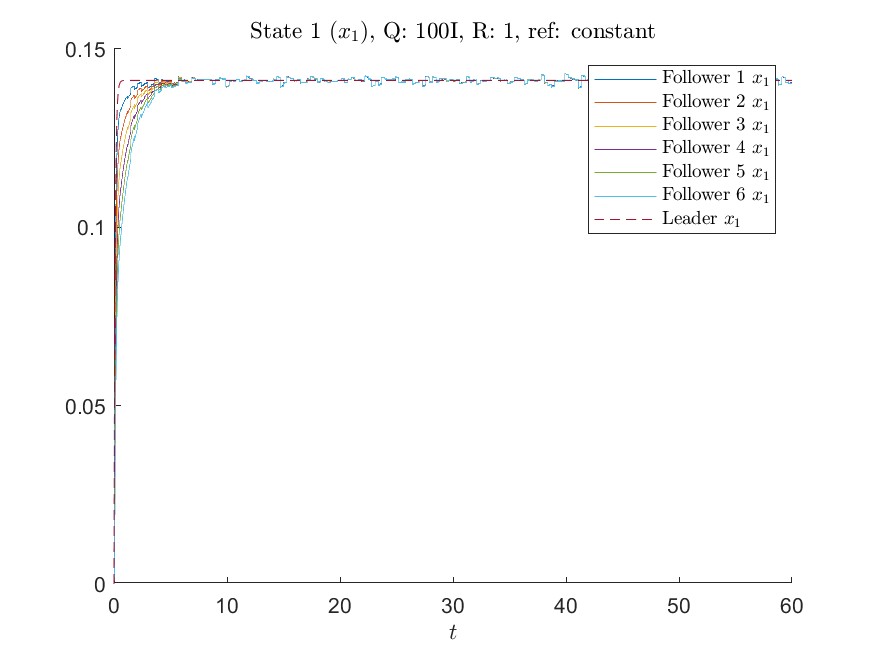 State 1 (x₁), Q: 100I, R: 1, ref: constant
0.15
0.1
0.05
0
Follower 1 x₁
Follower 2 x₁
Follower 3 x₁
Follower 4 x₁
Follower 5 x₁
Follower 6 x₁
Leader x₁
0 10 20 30 40 50 60
t